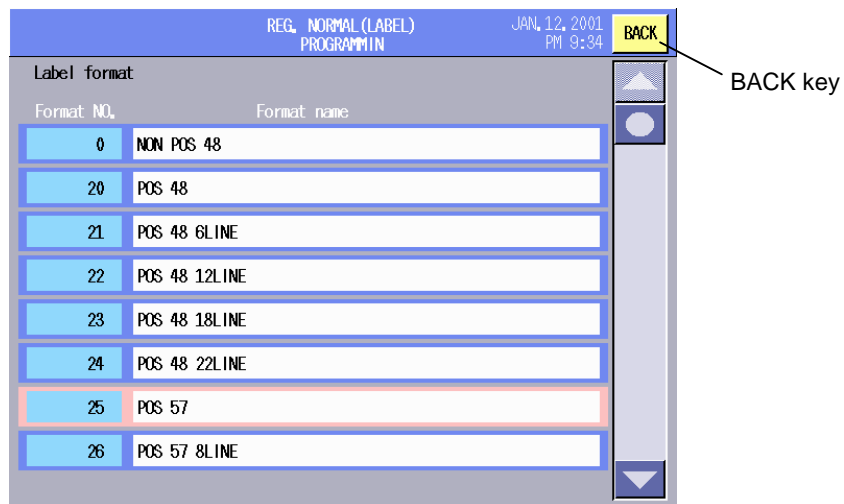 REG. NORMAL(LABEL) JAN.12.2001 BACK
PROGRAMMIN PM 9:34
BACK key
Label format
Format NO. Format name
0 NON POS 48
20 POS 48
21 POS 48 6LINE
22 POS 48 12LINE
23 POS 48 18LINE
24 POS 48 22LINE
25 POS 57
26 POS 57 8LINE